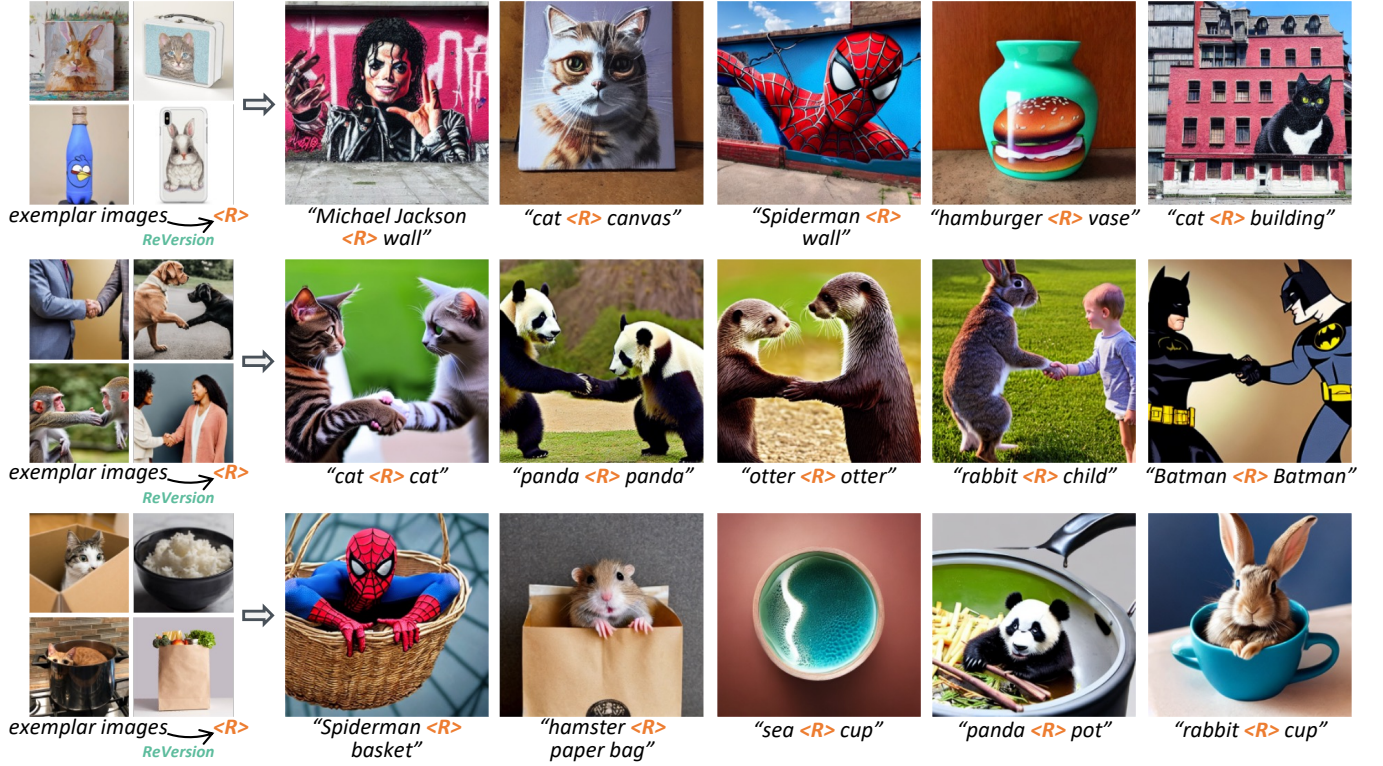 exemplar images <R>
ReVersion
“Michael Jackson
<R> wall”
“cat <R> canvas”
“Spiderman <R>
wall”
“hamburger <R> vase”
“cat <R> building”
exemplar images <R>
ReVersion
“cat <R> cat”
“panda <R> panda”
“otter <R> otter”
“rabbit <R> child”
“Batman <R> Batman”
exemplar images <R>
ReVersion
“Spiderman <R>
basket”
“hamster <R>
paper bag”
“sea <R> cup”
“panda <R> pot”
“rabbit <R> cup”